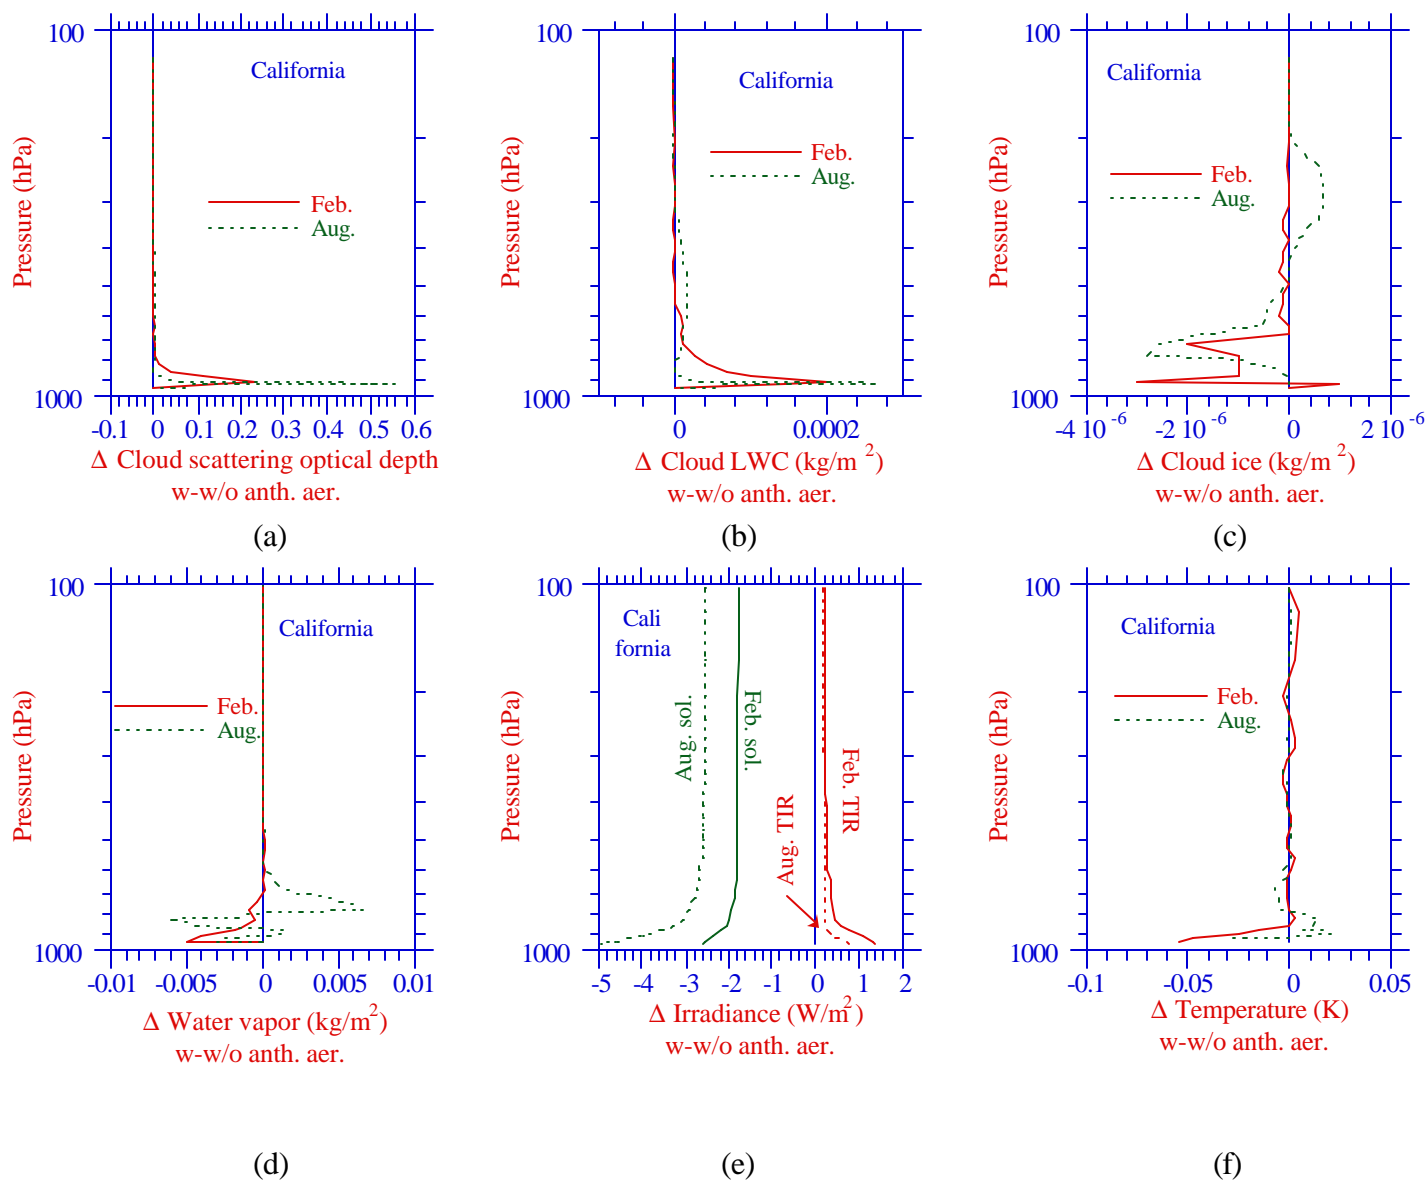 100
California
Pressure (hPa)
Feb.
Aug.
1000
-0.1 0 0.1 0.2 0.3 0.4 0.5 0.6
Δ Cloud scattering optical depth
w-w/o anth. aer.
(a)
100
California
Pressure (hPa)
Feb.
Aug.
1000
0 0.0002
Δ Cloud LWC (kg/m 2)
w-w/o anth. aer.
(b)
100
California
Pressure (hPa)
Feb.
Aug.
1000
-4 10 -6 -2 10 -6 0 2 10 -6
Δ Cloud ice (kg/m 2)
w-w/o anth. aer.
(c)
100
California
Pressure (hPa)
Feb.
Aug.
1000
-0.01 -0.005 0 0.005 0.01
Δ Water vapor (kg/m2)
w-w/o anth. aer.
(d)
100
Cali
fornia
Pressure (hPa)
Aug. sol.
Feb. sol.
Aug. TIR
Feb. TIR
1000
-5 -4 -3 -2 -1 0 1 2
Δ Irradiance (W/m2)
w-w/o anth. aer.
(e)
100
California
Pressure (hPa)
Feb.
Aug.
1000
-0.1 -0.05 0 0.05
Δ Temperature (K)
w-w/o anth. aer.
(f)